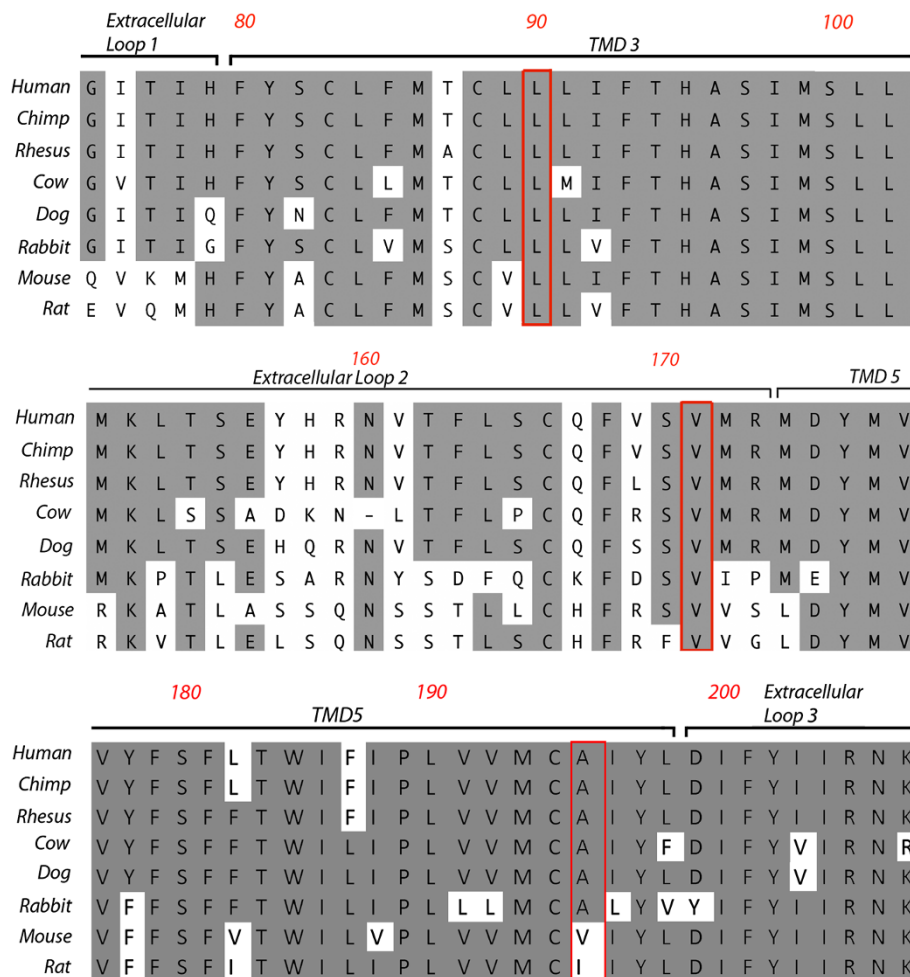 Extracellular Loop 1 80 90 100
TMD 3
Human G I T I H F Y S C L F M T C L L L I F T H A S I M S L L
Chimp G I T I H F Y S C L F M T C L L L I F T H A S I M S L L
Rhesus G I T I H F Y S C L F M A C L L L I F T H A S I M S L L
Cow G V T I H F Y S C L L M T C L L M I F T H A S I M S L L
Dog G I T I Q F Y N C L F M T C L L L I F T H A S I M S L L
Rabbit G I T I G F Y S C L V M S C L L L V F T H A S I M S L L
Mouse Q V K M H F Y A C L F M S C V L L I F T H A S I M S L L
Rat E V Q M H F Y A C L F M S C V L L V F T H A S I M S L L
160 170
Extracellular Loop 2 TMD 5
Human M K L T S E Y H R N V T F L S C Q F V S V M R M D Y M V
Chimp M K L T S E Y H R N V T F L S C Q F V S V M R M D Y M V
Rhesus M K L T S E Y H R N V T F L S C Q F L S V M R M D Y M V
Cow M K L S S A D K N - L T F L P C Q F R S V M R M D Y M V
Dog M K L T S E H Q R N V T F L S C Q F S S V M R M D Y M V
Rabbit M K P T L E S A R N Y S D F Q C K F D S V I P M E Y M V
Mouse R K A T L A S S Q N S S T L L C H F R S V V S L D Y M V
Rat R K V T L E L S Q N S S T L S C H F R F V V G L D Y M V
180 190 200 Extracellular Loop 3
TMD5
Human V Y F S F L T W I F I P L V V M C A I Y L D I F Y I I R N K
Chimp V Y F S F L T W I F I P L V V M C A I Y L D I F Y I I R N K
Rhesus V Y F S F F T W I F I P L V V M C A I Y L D I F Y I I R N K
Cow V Y F S F F T W I L I P L V V M C A I Y F D I F Y V I R N R
Dog V Y F S F F T W I L I P L V V M C A I Y L D I F Y V I R N K
Rabbit V F F S F F T W I L I P L L L M C A L Y V Y I F Y I I R N K
Mouse V F F S F V T W I L V P L V V M C V I Y L D I F Y I I R N K
Rat V F F S F I T W I L I P L V V M C I I Y L D I F Y I I R N K